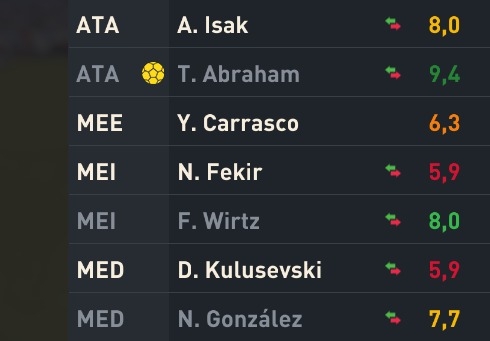 ATA A. Isak 8,0
ATA T. Abraham 9,4
MEE Y. Carrasco 6,3
MEI N. Fekir 5,9
MEI F. Wirtz 8,0
MED D. Kulusevski 5,9
MED N. González 7,7